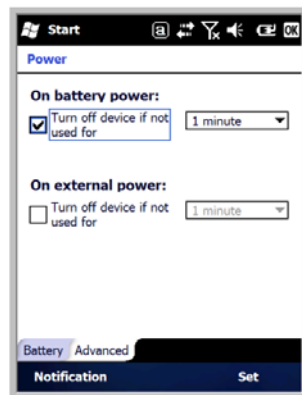 Start a OK
Power
On battery power:
Turn off device if not
used for
1 minute
On external power:
Turn off device if not
used for
1 minute
Battery Advanced
Notification Set